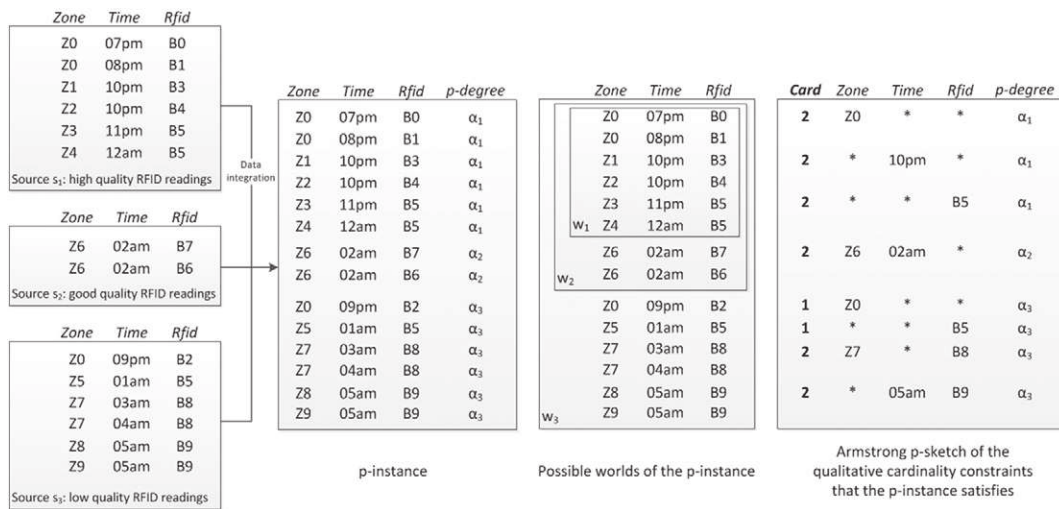 Zone Time Rfid
Z0 07pm B0
Z0 08pm B1
Z1 10pm B3
Z2 10pm B4
Z3 11pm B5
Z4 12am B5
Source s₁: high quality RFID readings
Zone Time Rfid
Z6 02am B7
Z6 02am B6
Source s₂: good quality RFID readings
Zone Time Rfid
Z0 09pm B2
Z5 01am B5
Z7 03am B8
Z7 04am B8
Z8 05am B9
Z9 05am B9
Source s₃: low quality RFID readings
Data
integration
Zone Time Rfid p-degree
Z0 07pm B0 α₁
Z0 08pm B1 α₁
Z1 10pm B3 α₁
Z2 10pm B4 α₁
Z3 11pm B5 α₁
Z4 12am B5 α₁
Z6 02am B7 α₂
Z6 02am B6 α₂
Z0 09pm B2 α₃
Z5 01am B5 α₃
Z7 03am B8 α₃
Z7 04am B8 α₃
Z8 05am B9 α₃
Z9 05am B9 α₃
p-instance
Zone Time Rfid
Z0 07pm B0
Z0 08pm B1
Z1 10pm B3
Z2 10pm B4
Z3 11pm B5
w₁ Z4 12am B5
Z6 02am B7
w₂ Z6 02am B6
Z0 09pm B2
Z5 01am B5
Z7 03am B8
Z7 04am B8
Z8 05am B9
w₃ Z9 05am B9
Possible worlds of the p-instance
Card Zone Time Rfid p-degree
2 Z0 * * α₁
2 * 10pm * α₁
2 * * B5 α₁
2 Z6 02am * α₂
1 Z0 * * α₃
1 * * B5 α₃
2 Z7 * B8 α₃
2 * 05am B9 α₃
Armstrong p-sketch of the
qualitative cardinality constraints
that the p-instance satisfies